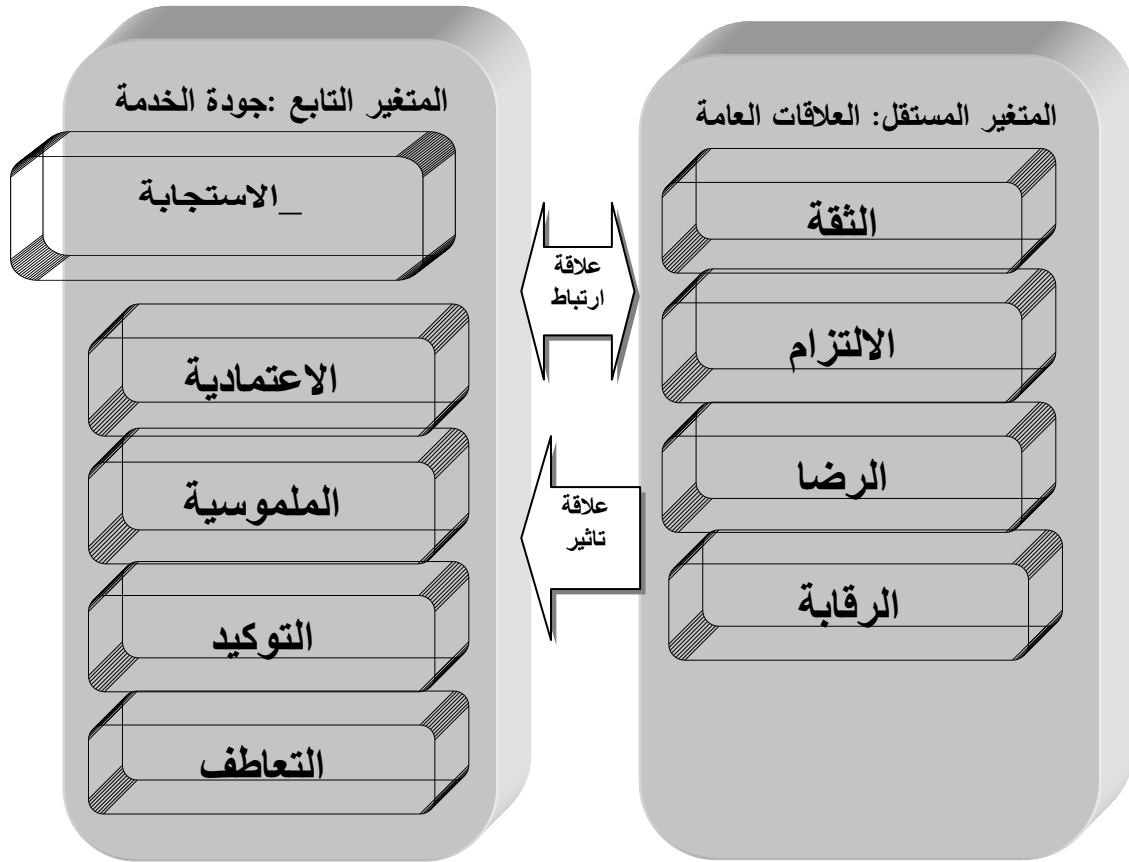 المتغير المستقل: العلاقات العامة
الثقة
الالتزام
الرضا
الرقابة
علاقة
ارتباط
علاقة
تاثير
المتغير التابع :جودة الخدمة
_الاستجابة
الاعتمادية
الملموسية
التوكيد
التعاطف